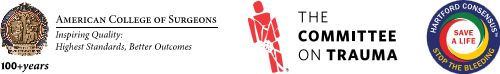 AMERICAN COLLEGE OF SURGEONS
Inspiring Quality:
Highest Standards, Better Outcomes
100+years
THE
COMMITTEE
ON TRAUMA
HARTFORD CONSENSUS™
SAVE
A LIFE
STOP THE BLEEDING